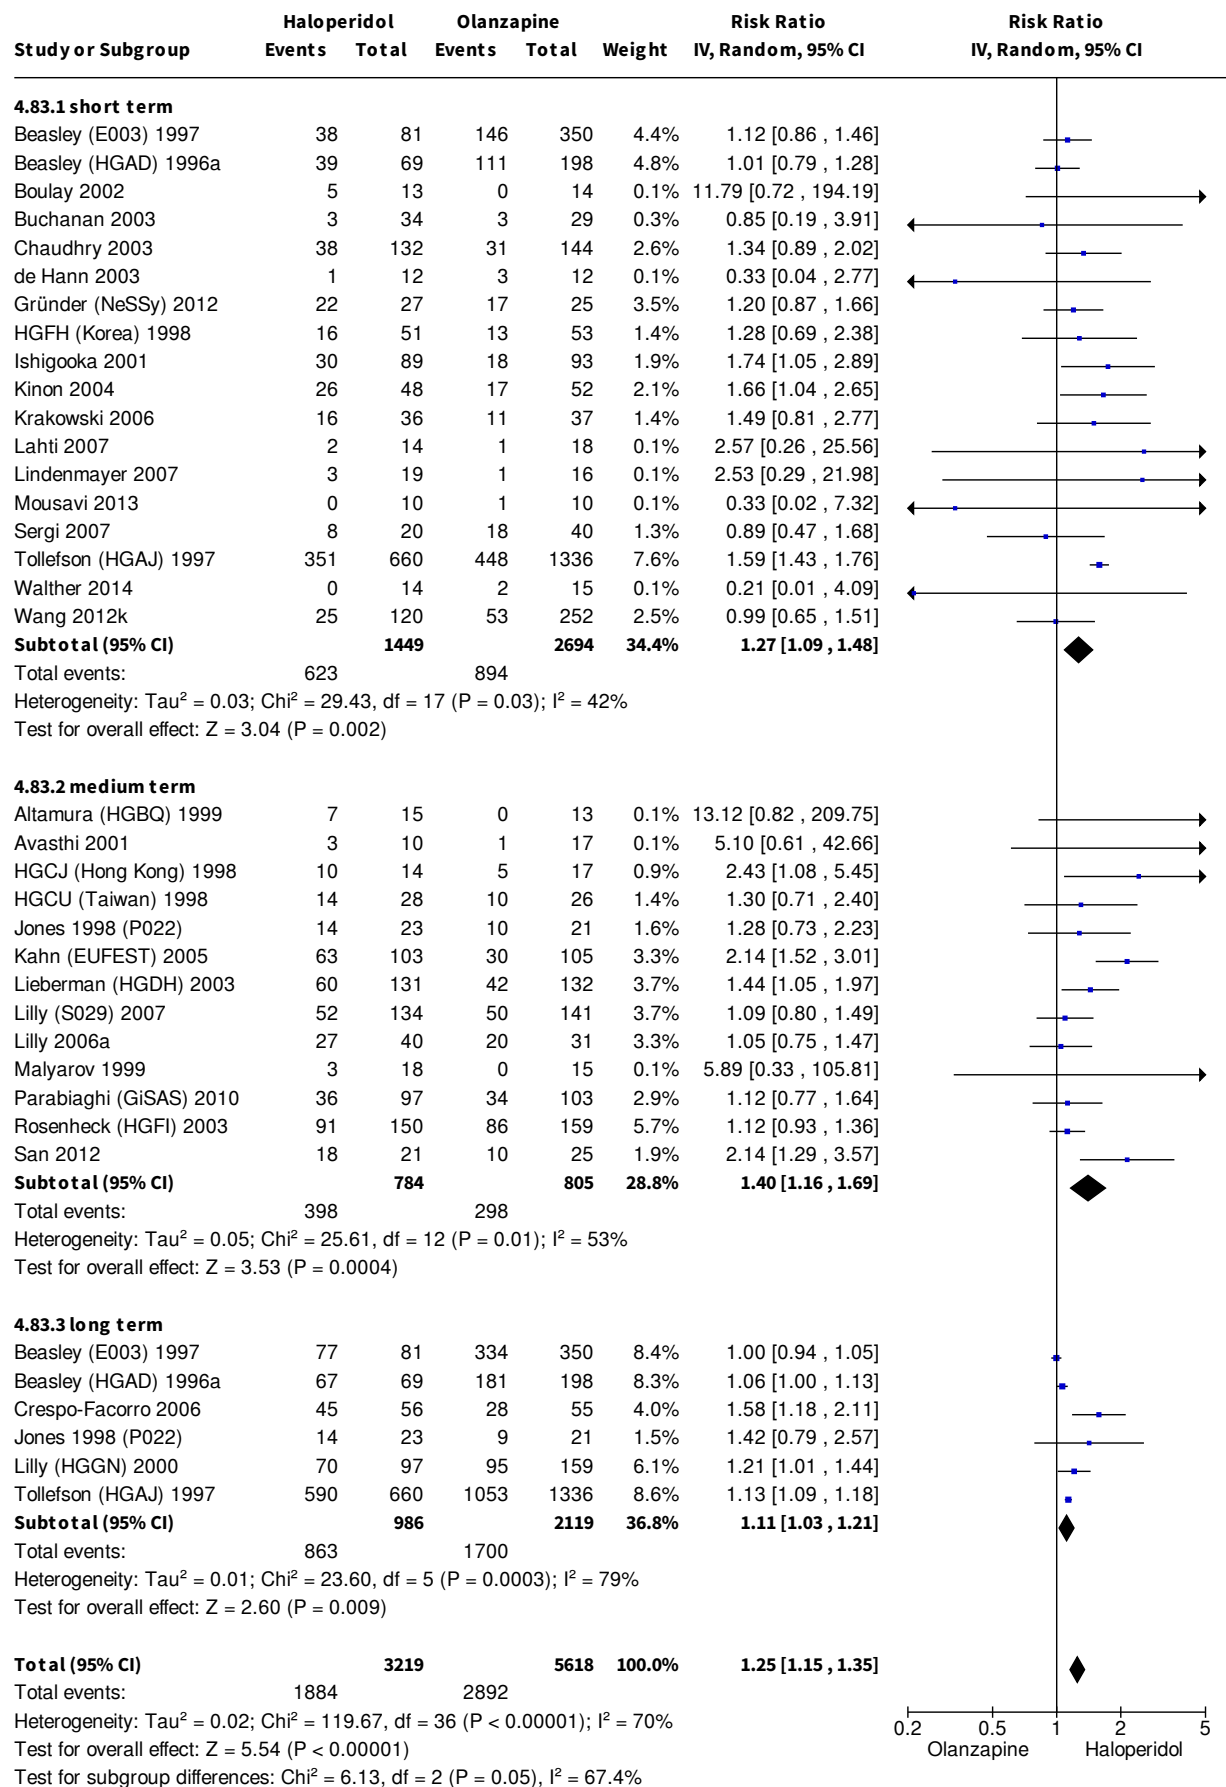 Haloperidol Olanzapine Risk Ratio Risk Ratio
Study or Subgroup Events Total Events Total Weight IV, Random, 95% CI IV, Random, 95% CI
4.83.1 short term
Beasley (E003) 1997 38 81 146 350 4.4% 1.12 [0.86 , 1.46]
Beasley (HGAD) 1996a 39 69 111 198 4.8% 1.01 [0.79 , 1.28]
Boulay 2002 5 13 0 14 0.1% 11.79 [0.72 , 194.19]
Buchanan 2003 3 34 3 29 0.3% 0.85 [0.19 , 3.91]
Chaudhry 2003 38 132 31 144 2.6% 1.34 [0.89 , 2.02]
de Hann 2003 1 12 3 12 0.1% 0.33 [0.04 , 2.77]
Gründer (NeSSy) 2012 22 27 17 25 3.5% 1.20 [0.87 , 1.66]
HGFH (Korea) 1998 16 51 13 53 1.4% 1.28 [0.69 , 2.38]
Ishigooka 2001 30 89 18 93 1.9% 1.74 [1.05 , 2.89]
Kinon 2004 26 48 17 52 2.1% 1.66 [1.04 , 2.65]
Krakowski 2006 16 36 11 37 1.4% 1.49 [0.81 , 2.77]
Lahti 2007 2 14 1 18 0.1% 2.57 [0.26 , 25.56]
Lindenmayer 2007 3 19 1 16 0.1% 2.53 [0.29 , 21.98]
Mousavi 2013 0 10 1 10 0.1% 0.33 [0.02 , 7.32]
Sergi 2007 8 20 18 40 1.3% 0.89 [0.47 , 1.68]
Tollefson (HGAJ) 1997 351 660 448 1336 7.6% 1.59 [1.43 , 1.76]
Walther 2014 0 14 2 15 0.1% 0.21 [0.01 , 4.09]
Wang 2012k 25 120 53 252 2.5% 0.99 [0.65 , 1.51]
Subtotal (95% CI) 1449 2694 34.4% 1.27 [1.09 , 1.48]
Total events: 623 894
Heterogeneity: Tau² = 0.03; Chi² = 29.43, df = 17 (P = 0.03); I² = 42%
Test for overall effect: Z = 3.04 (P = 0.002)
4.83.2 medium term
Altamura (HGBQ) 1999 7 15 0 13 0.1% 13.12 [0.82 , 209.75]
Avasthi 2001 3 10 1 17 0.1% 5.10 [0.61 , 42.66]
HGCJ (Hong Kong) 1998 10 14 5 17 0.9% 2.43 [1.08 , 5.45]
HGCU (Taiwan) 1998 14 28 10 26 1.4% 1.30 [0.71 , 2.40]
Jones 1998 (P022) 14 23 10 21 1.6% 1.28 [0.73 , 2.23]
Kahn (EUFEST) 2005 63 103 30 105 3.3% 2.14 [1.52 , 3.01]
Lieberman (HGDH) 2003 60 131 42 132 3.7% 1.44 [1.05 , 1.97]
Lilly (S029) 2007 52 134 50 141 3.7% 1.09 [0.80 , 1.49]
Lilly 2006a 27 40 20 31 3.3% 1.05 [0.75 , 1.47]
Malyarov 1999 3 18 0 15 0.1% 5.89 [0.33 , 105.81]
Parabiaghi (GiSAS) 2010 36 97 34 103 2.9% 1.12 [0.77 , 1.64]
Rosenheck (HGFI) 2003 91 150 86 159 5.7% 1.12 [0.93 , 1.36]
San 2012 18 21 10 25 1.9% 2.14 [1.29 , 3.57]
Subtotal (95% CI) 784 805 28.8% 1.40 [1.16 , 1.69]
Total events: 398 298
Heterogeneity: Tau² = 0.05; Chi² = 25.61, df = 12 (P = 0.01); I² = 53%
Test for overall effect: Z = 3.53 (P = 0.0004)
4.83.3 long term
Beasley (E003) 1997 77 81 334 350 8.4% 1.00 [0.94 , 1.05]
Beasley (HGAD) 1996a 67 69 181 198 8.3% 1.06 [1.00 , 1.13]
Crespo-Facorro 2006 45 56 28 55 4.0% 1.58 [1.18 , 2.11]
Jones 1998 (P022) 14 23 9 21 1.5% 1.42 [0.79 , 2.57]
Lilly (HGGN) 2000 70 97 95 159 6.1% 1.21 [1.01 , 1.44]
Tollefson (HGAJ) 1997 590 660 1053 1336 8.6% 1.13 [1.09 , 1.18]
Subtotal (95% CI) 986 2119 36.8% 1.11 [1.03 , 1.21]
Total events: 863 1700
Heterogeneity: Tau² = 0.01; Chi² = 23.60, df = 5 (P = 0.0003); I² = 79%
Test for overall effect: Z = 2.60 (P = 0.009)
Total (95% CI) 3219 5618 100.0% 1.25 [1.15 , 1.35]
Total events: 1884 2892
Heterogeneity: Tau² = 0.02; Chi² = 119.67, df = 36 (P < 0.00001); I² = 70%
0.2 0.5 1 2 5
Test for overall effect: Z = 5.54 (P < 0.00001) Olanzapine Haloperidol
Test for subgroup differences: Chi² = 6.13, df = 2 (P = 0.05), I² = 67.4%